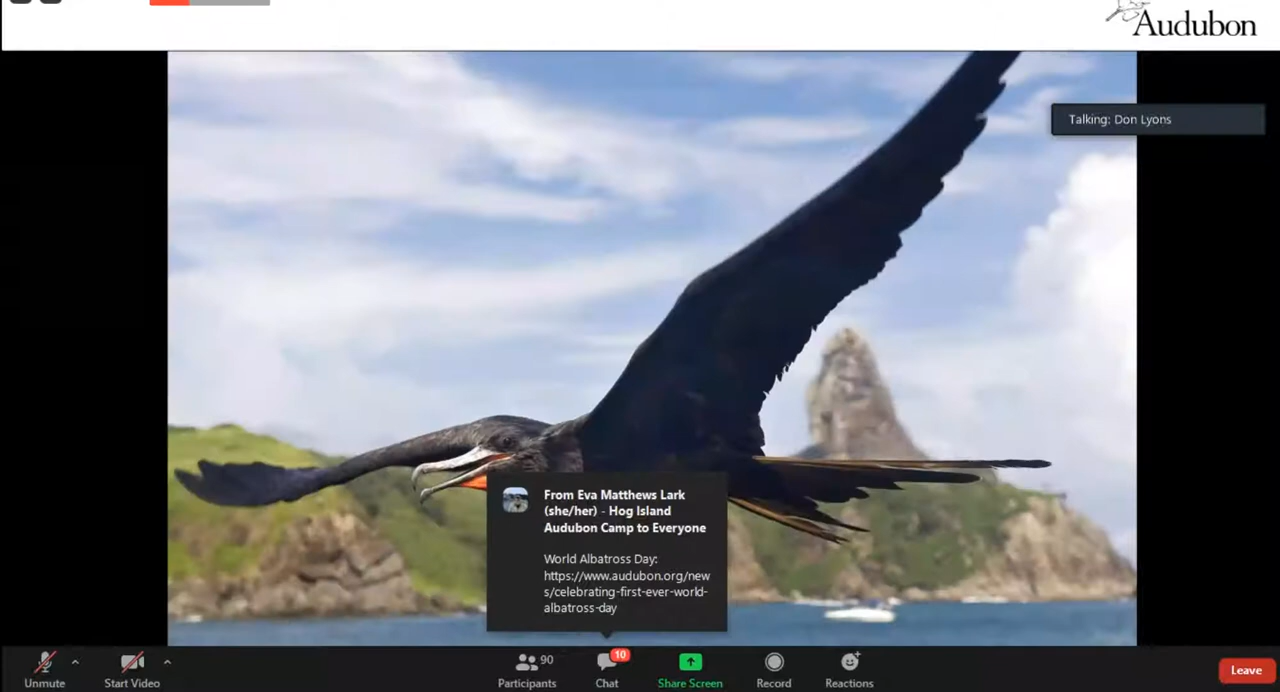 Audubon
Talking: Don Lyons
From Eva Matthews Lark
(she/her) - Hog Island
Audubon Camp to Everyone
World Albatross Day:
https://www.audubon.org/new
s/celebrating-first-ever-world-
albatross-day
Unmute
Start Video
90
Participants
10
Chat
Share Screen
Record
Reactions
Leave